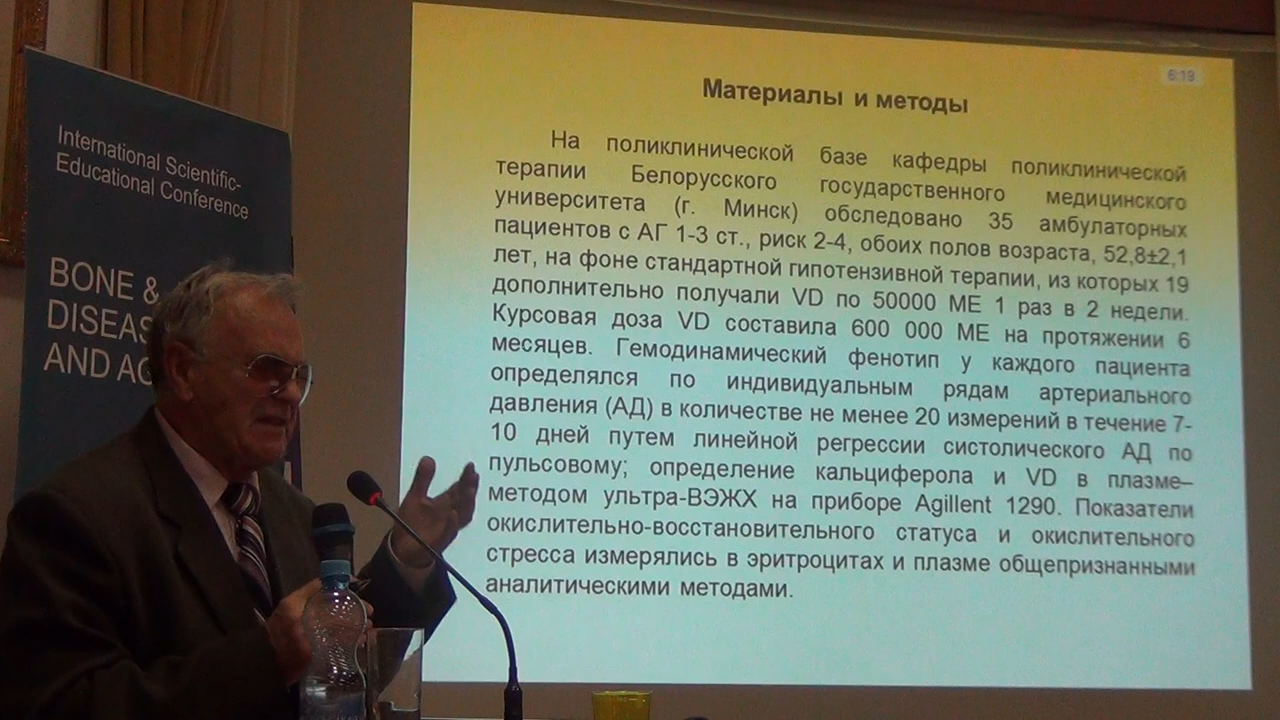 International Scientific-
Educational Conference
BONE &
6:19
Материалы и методы
На поликлинической базе кафедры поликлинической
терапии Белорусского государственного медицинского
университета (г. Минск) обследовано 35 амбулаторных
пациентов с АГ 1-3 ст., риск 2-4, обоих полов возраста, 52,8±2,1
лет, на фоне стандартной гипотензивной терапии, из которых 19
дополнительно получали VD по 50000 МЕ 1 раз в 2 недели.
Курсовая доза VD составила 600 000 МЕ на протяжении 6
месяцев. Гемодинамический фенотип у каждого пациента
определялся по индивидуальным рядам артериального
давления (АД) в количестве не менее 20 измерений в течение 7-
10 дней путем линейной регрессии систолического АД по
пульсовому; определение кальциферола и VD в плазме–
методом ультра-ВЭЖХ на приборе Agillent 1290. Показатели
окислительно-восстановительного статуса и окислительного
стресса измерялись в эритроцитах и плазме общепризнанными
аналитическими методами.